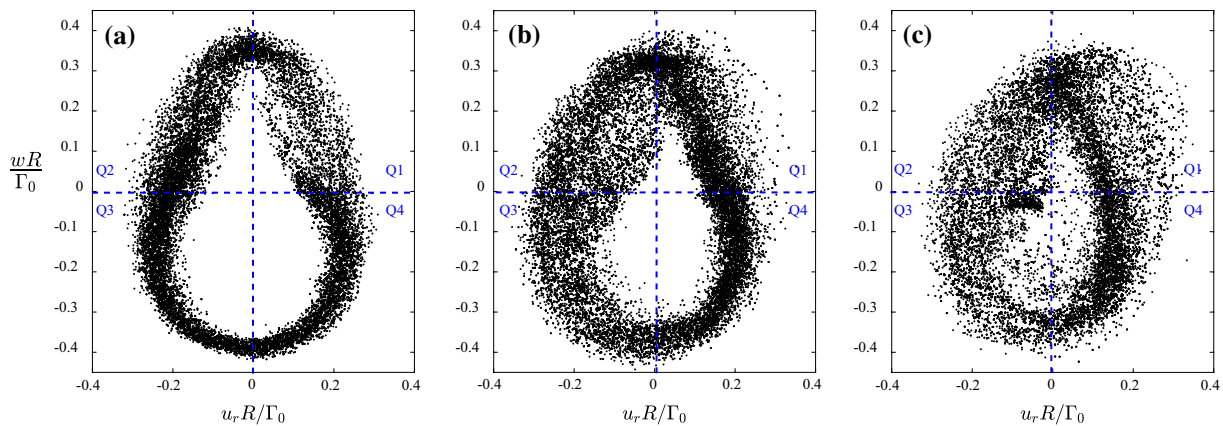 (a) (b) (c)
0.4 0.4 0.4
0.3 0.3 0.3
0.2 0.2 0.2
0.1 0.1 0.1
wR/Γ₀
Q2 Q1 Q2 Q1 Q2 Q1
0 0 0
Q3 Q4 Q3 Q4 Q3 Q4
-0.1 -0.1 -0.1
-0.2 -0.2 -0.2
-0.3 -0.3 -0.3
-0.4 -0.4 -0.4
-0.4 -0.2 0 0.2 0.4 -0.4 -0.2 0 0.2 0.4 -0.4 -0.2 0 0.2 0.4
uᵣR/Γ₀ uᵣR/Γ₀ uᵣR/Γ₀